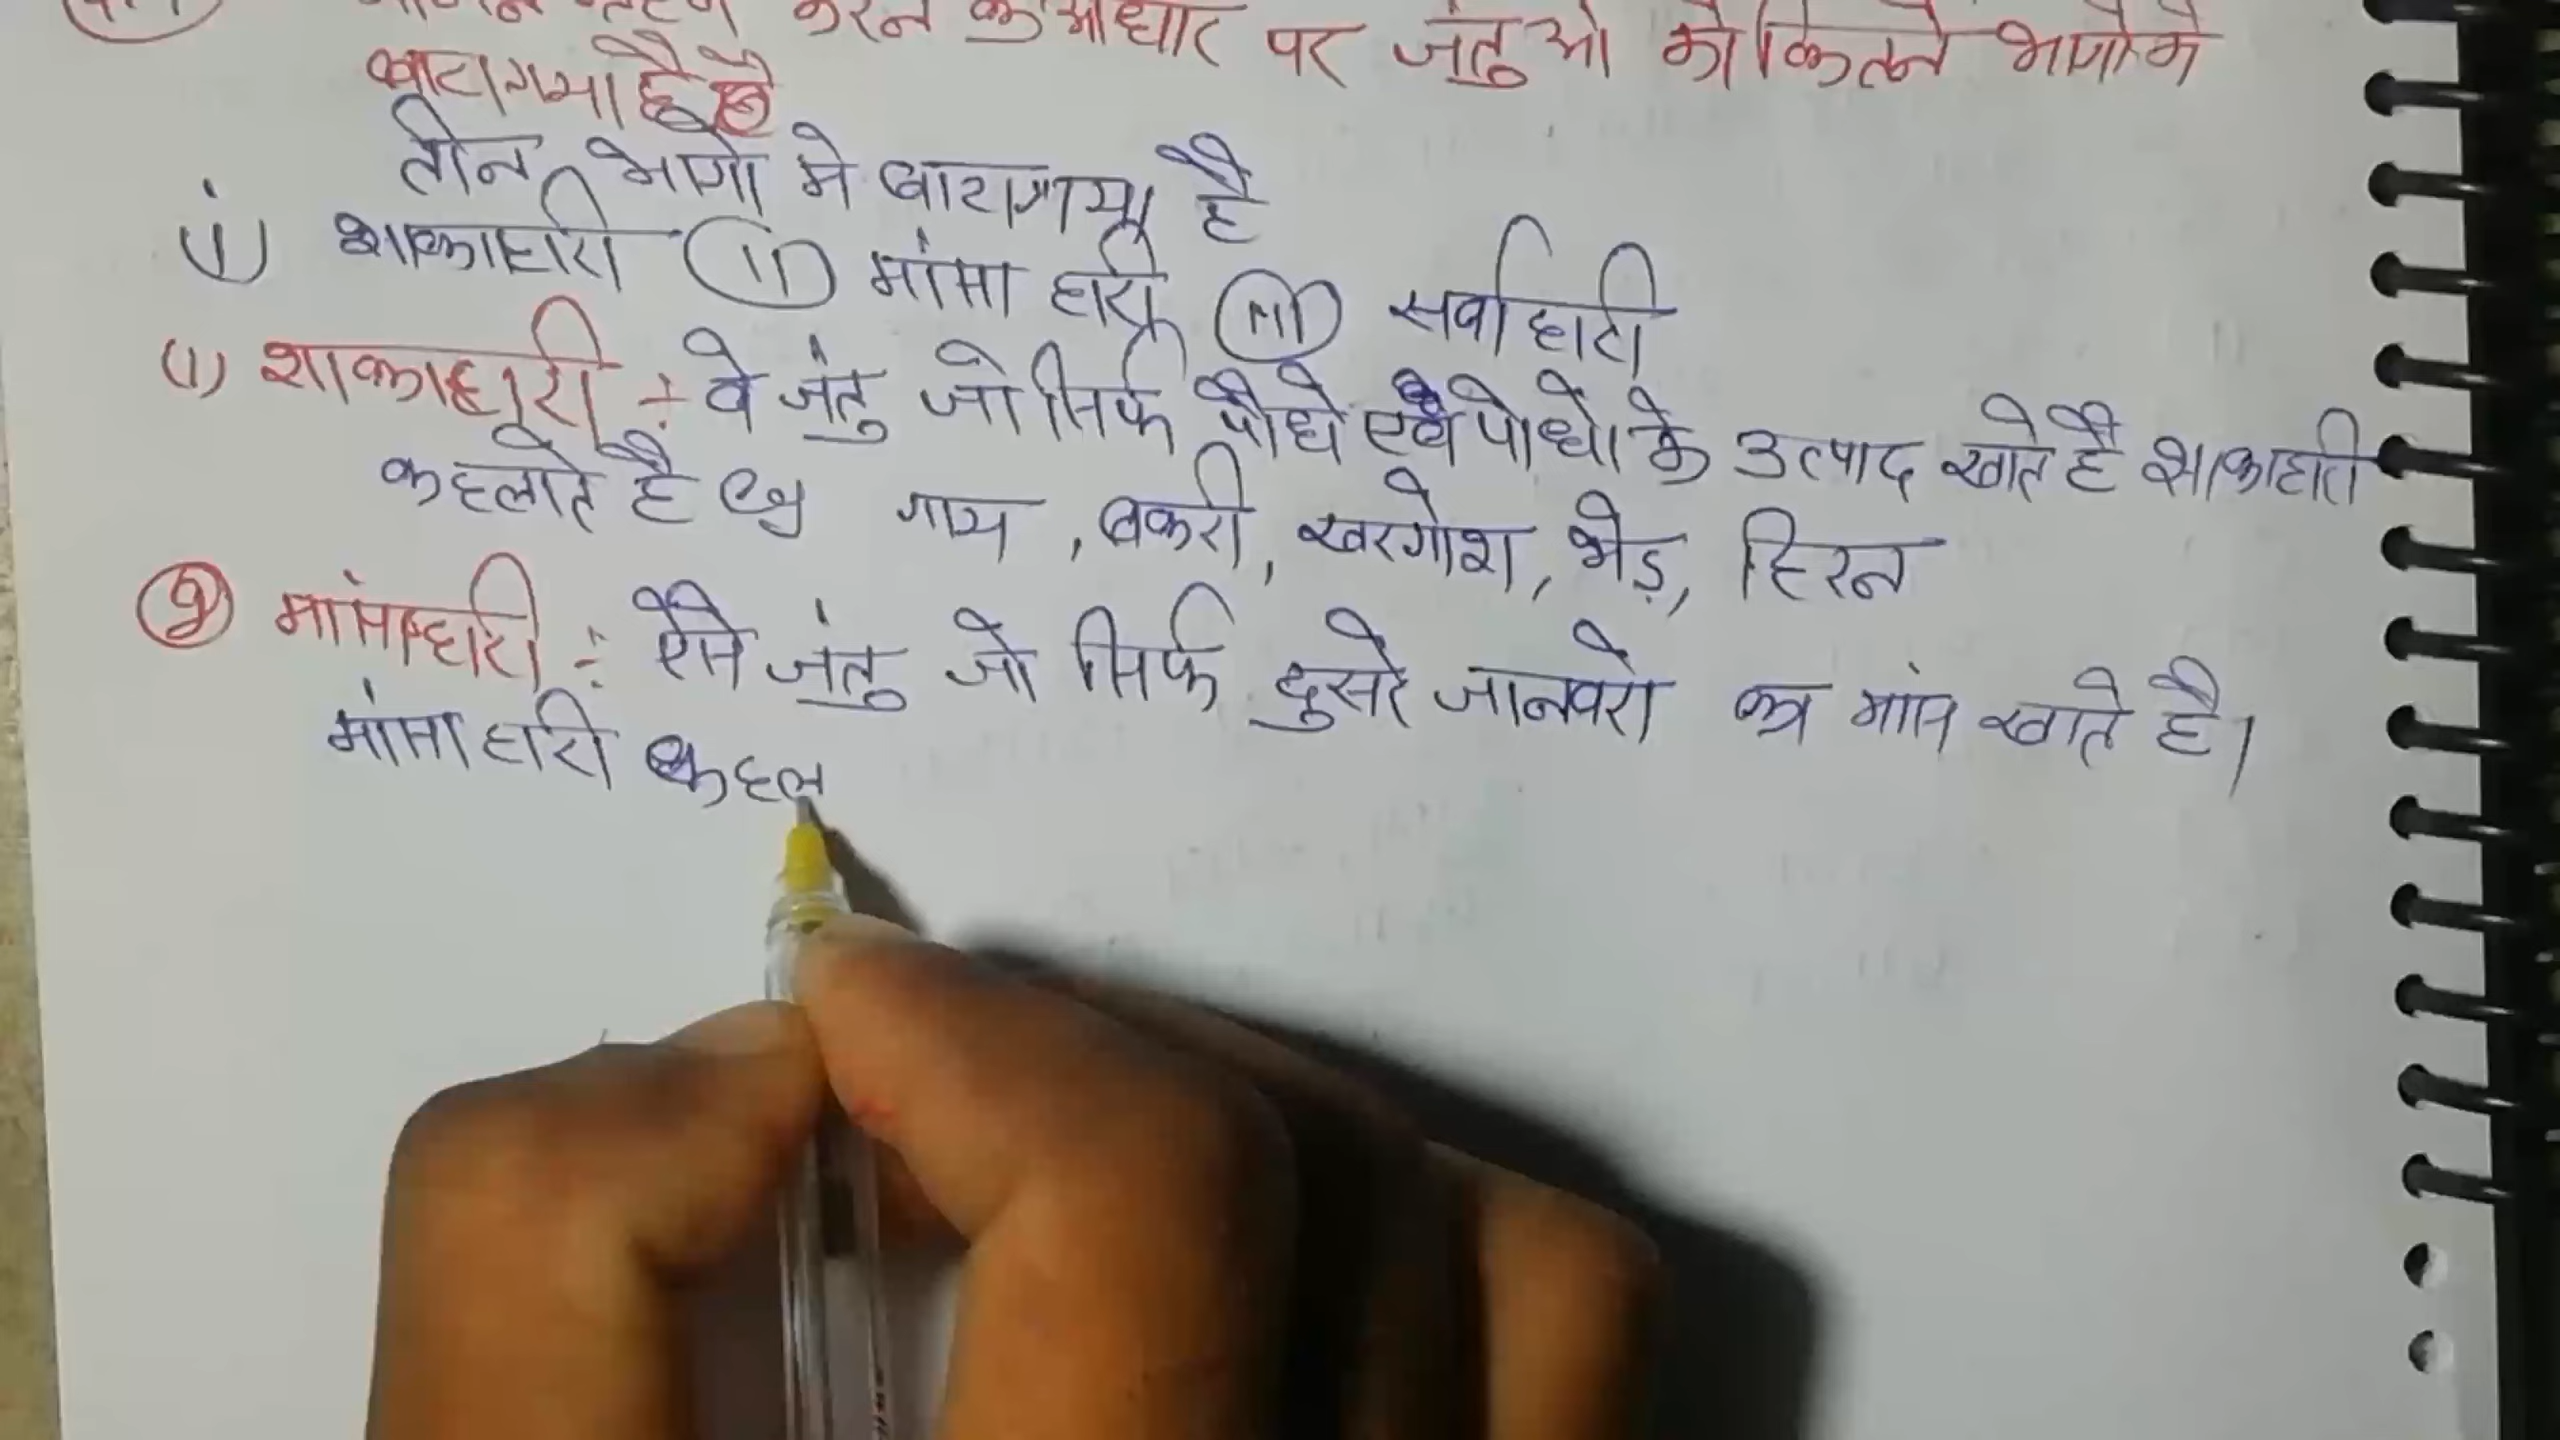 करने के आधार पर जंतुओ को कितने भागो मे
बाटा गया है
तीन भागो मे बाटा गया है
(i) शाकाहारी (ii) मांसाहारी (iii) सर्वाहारी
(1) शाकाहारी ÷ वे जंतु जो सिर्फ पौधे एवं पोधो के उत्पाद खाते है शाकाहारी
कहलाते है eg गाय , बकरी, खरगोश, भेड़, हिरन
(2) मांसाहारी ÷ ऐसे जंतु जो सिर्फ दुसरे जानवरो का मांस खाते है।
मांसाहारी कहल